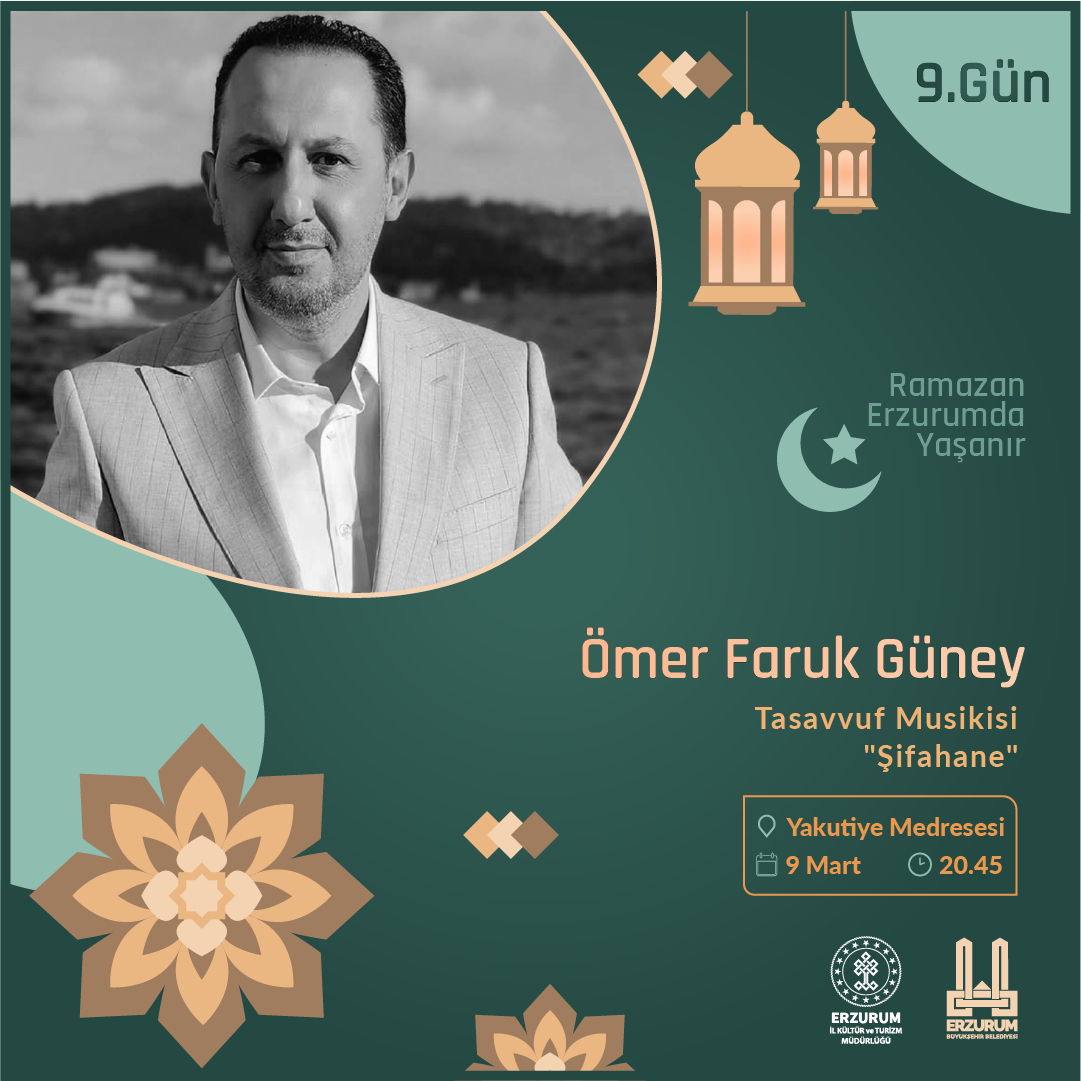 9.Gün
Ramazan
Erzurumda
Yaşanır
Ömer Faruk Güney
Tasavvuf Musikisi
"Şifahane"
Yakutiye Medresesi
9 Mart 20.45
ERZURUM
İL KÜLTÜR ve TURİZM
MÜDÜRLÜĞÜ
ERZURUM
BÜYÜKŞEHİR BELEDİYESİ